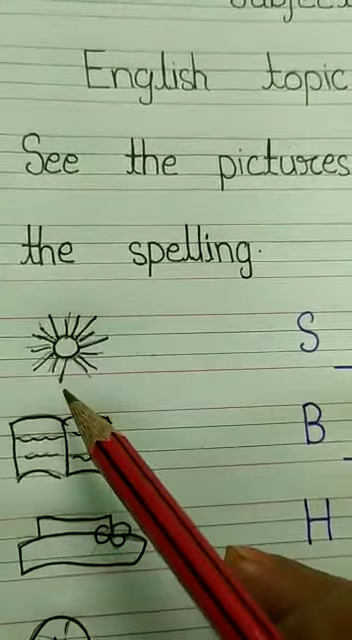 English topic
See the pictures
the spelling.
S
B
H